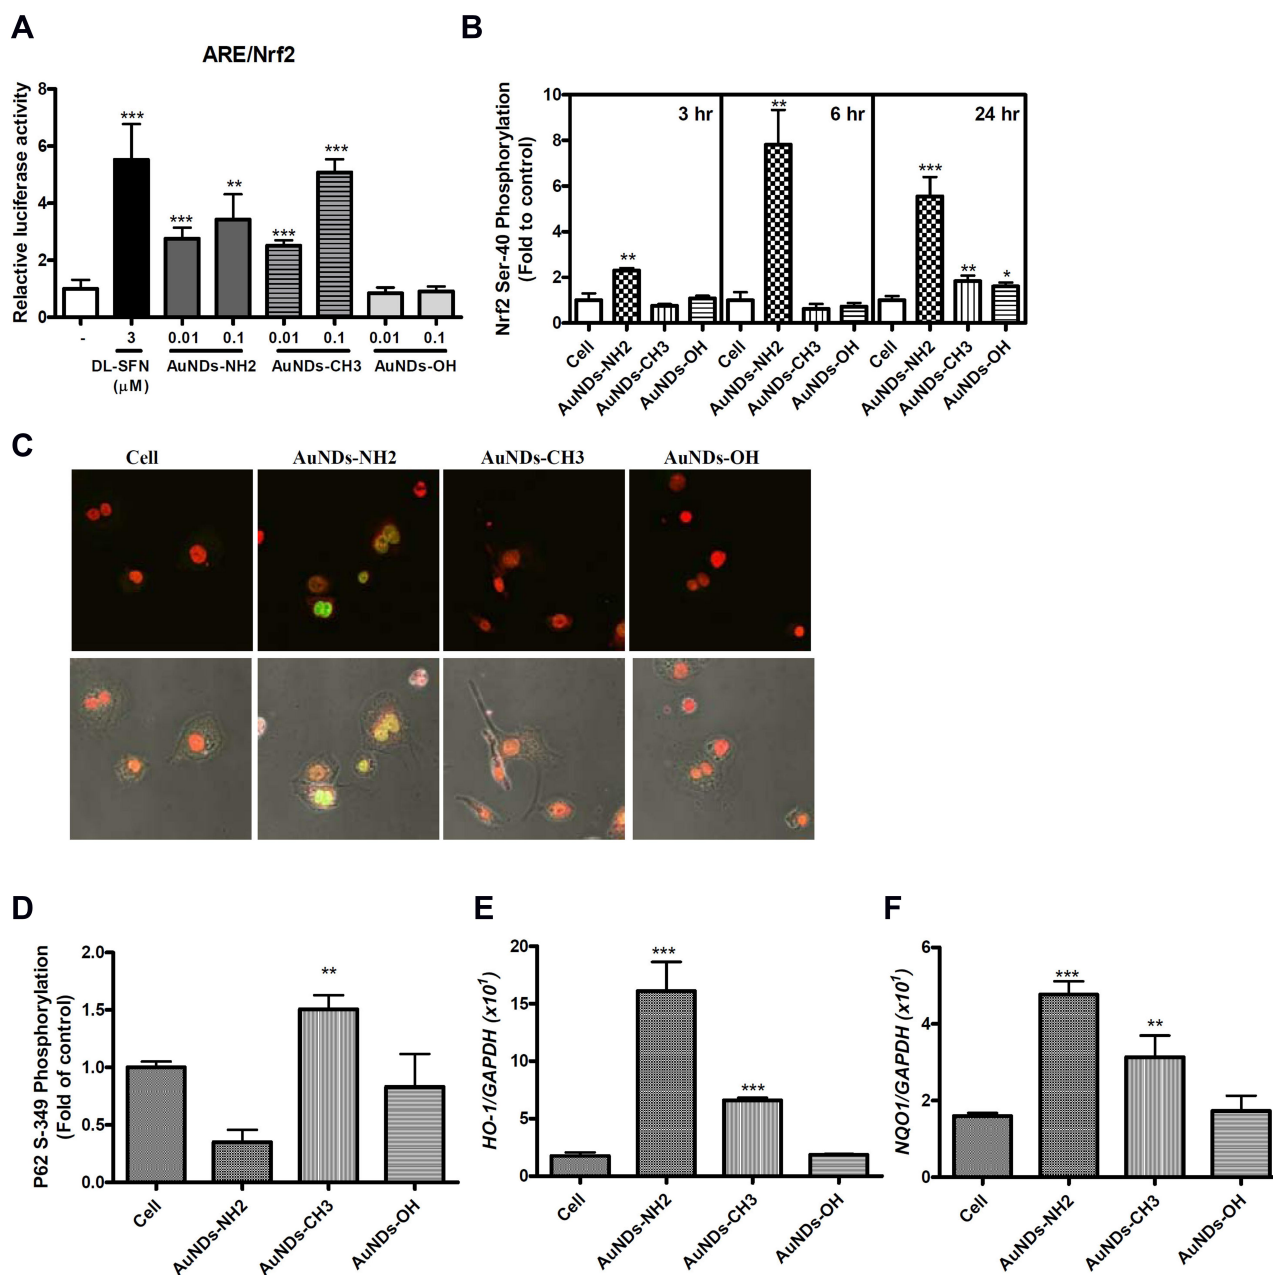 A
ARE/Nrf2
Relactive luciferase activity
8
6
4
2
0
***
***
**
***
***
- 3 0.01 0.1 0.01 0.1 0.01 0.1
DL-SFN AuNDs-NH2 AuNDs-CH3 AuNDs-OH
(μM)
B
Nrf2 Ser-40 Phosphorylation
(Fold to control)
10
8
6
4
2
0
3 hr 6 hr 24 hr
**
**
***
**
*
Cell AuNDs-NH2 AuNDs-CH3 AuNDs-OH Cell AuNDs-NH2 AuNDs-CH3 AuNDs-OH Cell AuNDs-NH2 AuNDs-CH3 AuNDs-OH
C
Cell AuNDs-NH2 AuNDs-CH3 AuNDs-OH
D
P62 S-349 Phosphorylation
(Fold of control)
2.0
1.5
1.0
0.5
0.0
**
Cell AuNDs-NH2 AuNDs-CH3 AuNDs-OH
E
HO-1/GAPDH (x10¹)
20
15
10
5
0
***
***
Cell AuNDs-NH2 AuNDs-CH3 AuNDs-OH
F
NQO1/GAPDH (x10¹)
6
4
2
0
***
**
Cell AuNDs-NH2 AuNDs-CH3 AuNDs-OH